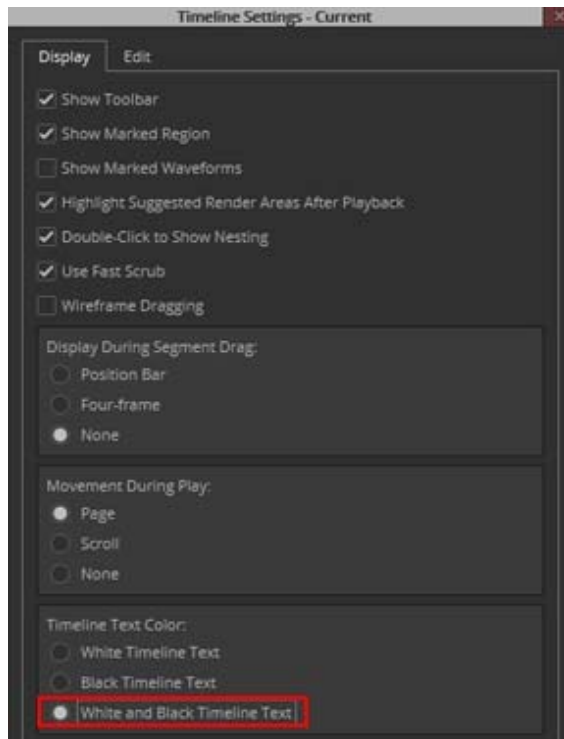 Timeline Settings - Current
Display Edit
Show Toolbar
Show Marked Region
Show Marked Waveforms
Highlight Suggested Render Areas After Playback
Double-Click to Show Nesting
Use Fast Scrub
Wireframe Dragging
Display During Segment Drag:
Position Bar
Four-frame
None
Movement During Play:
Page
Scroll
None
Timeline Text Color:
White Timeline Text
Black Timeline Text
White and Black Timeline Text